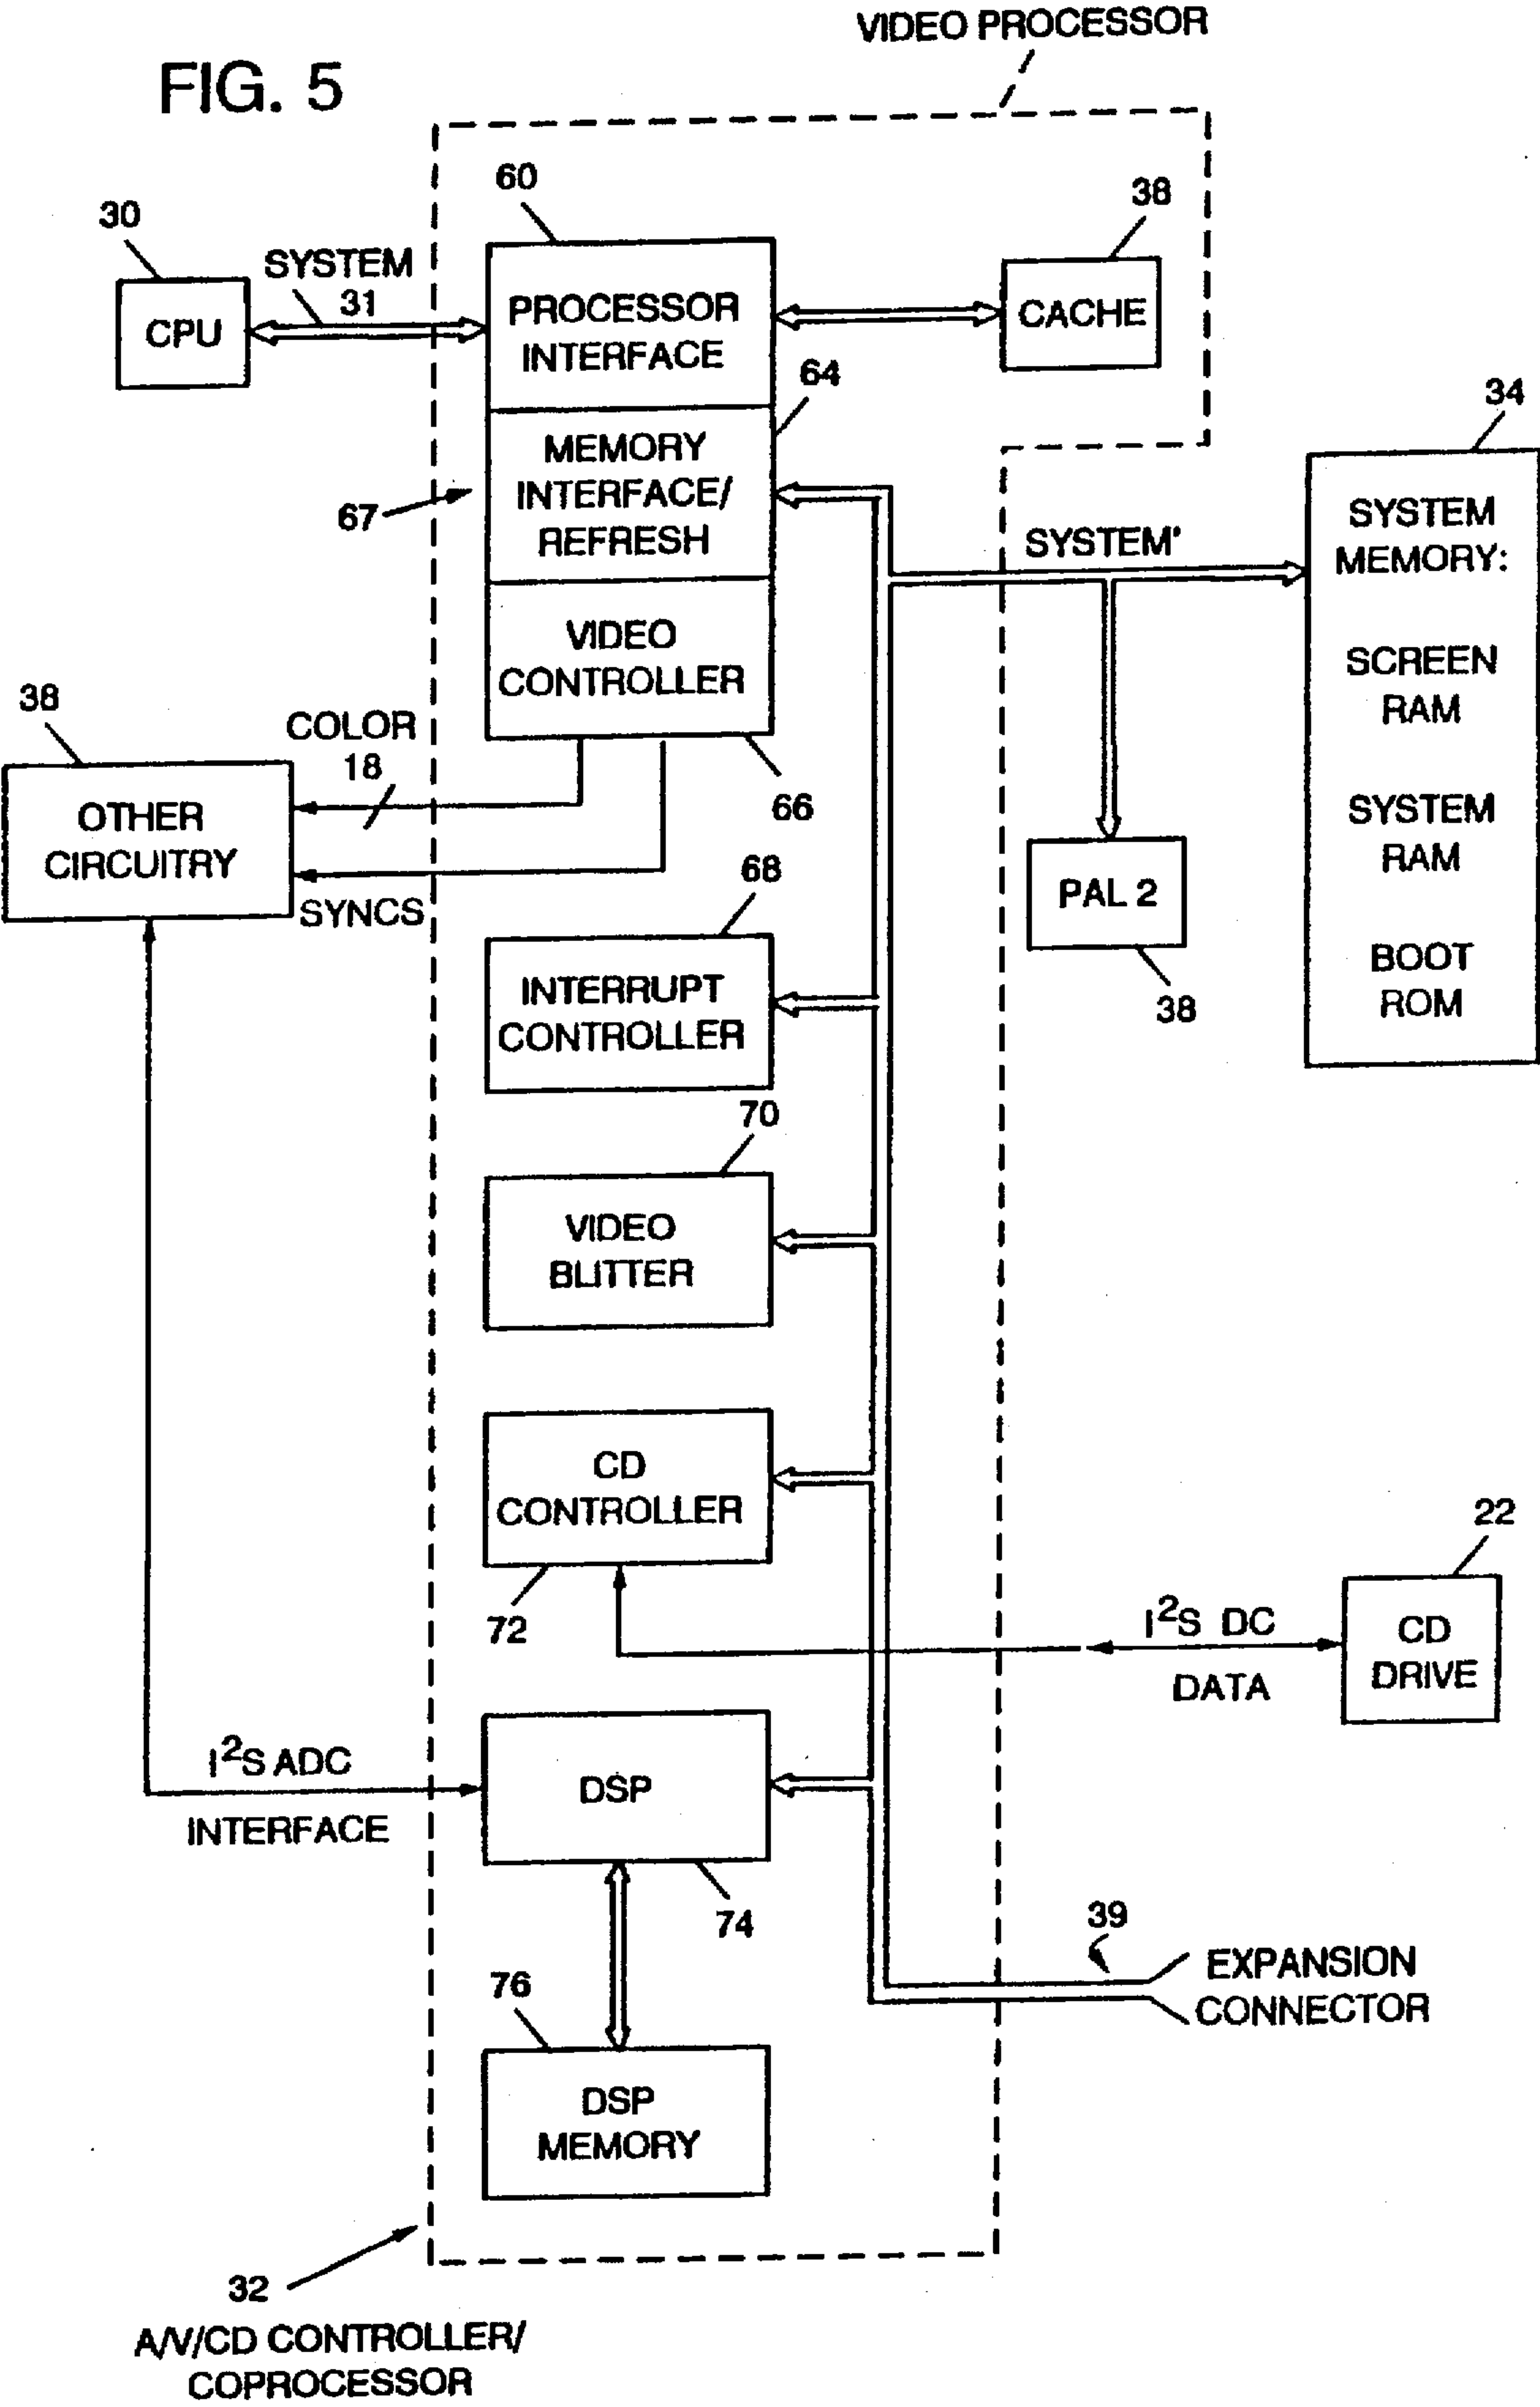 VIDEO PROCESSOR
FIG. 5
60
38
30
SYSTEM
31
CPU
PROCESSOR
INTERFACE
CACHE
64
34
MEMORY
INTERFACE/
REFRESH
67
SYSTEM'
SYSTEM
MEMORY:
SCREEN
RAM
SYSTEM
RAM
BOOT
ROM
VIDEO
CONTROLLER
38
COLOR
18
66
OTHER
CIRCUITRY
SYNCS
PAL 2
38
68
INTERRUPT
CONTROLLER
70
VIDEO
BLITTER
CD
CONTROLLER
72
22
I²S DC
DATA
CD
DRIVE
I²S ADC
INTERFACE
DSP
74
39
EXPANSION
CONNECTOR
76
DSP
MEMORY
32
A/V/CD CONTROLLER/
COPROCESSOR